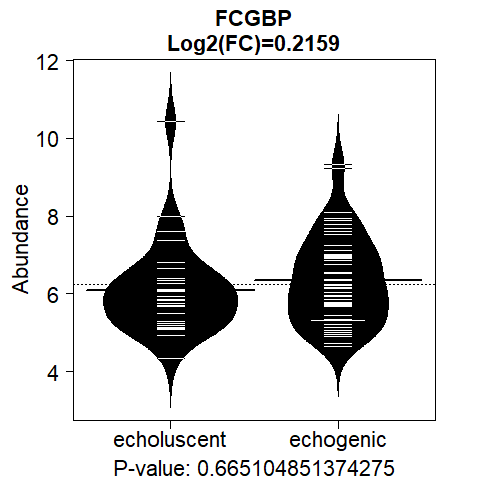 FCGBP
Log2(FC)=0.2159
12
10
8
6
4
Abundance
echoluscent echogenic
P-value: 0.665104851374275